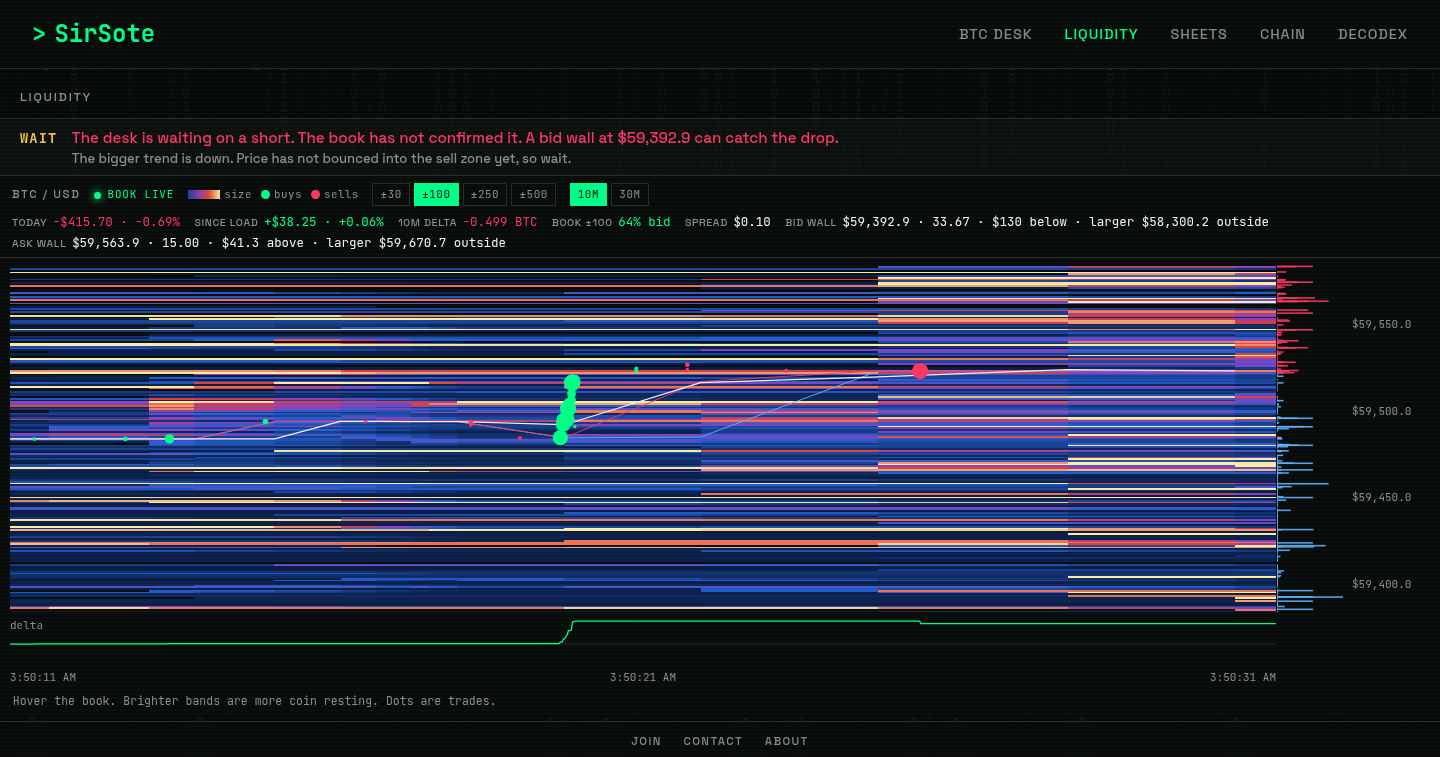 > SirSote
BTC DESK LIQUIDITY SHEETS CHAIN DECODEX
LIQUIDITY
WAIT The desk is waiting on a short. The book has not confirmed it. A bid wall at $59,392.9 can catch the drop.
The bigger trend is down. Price has not bounced into the sell zone yet, so wait.
BTC / USD BOOK LIVE size buys sells ±30 ±100 ±250 ±500 10M 30M
TODAY -$415.70 · -0.69% SINCE LOAD +$38.25 · +0.06% 10M DELTA -0.499 BTC BOOK ±100 64% bid SPREAD $0.10 BID WALL $59,392.9 · 33.67 · $130 below · larger $58,300.2 outside
ASK WALL $59,563.9 · 15.00 · $41.3 above · larger $59,670.7 outside
$59,550.0
$59,500.0
$59,450.0
$59,400.0
delta
3:50:11 AM 3:50:21 AM 3:50:31 AM
Hover the book. Brighter bands are more coin resting. Dots are trades.
JOIN CONTACT ABOUT